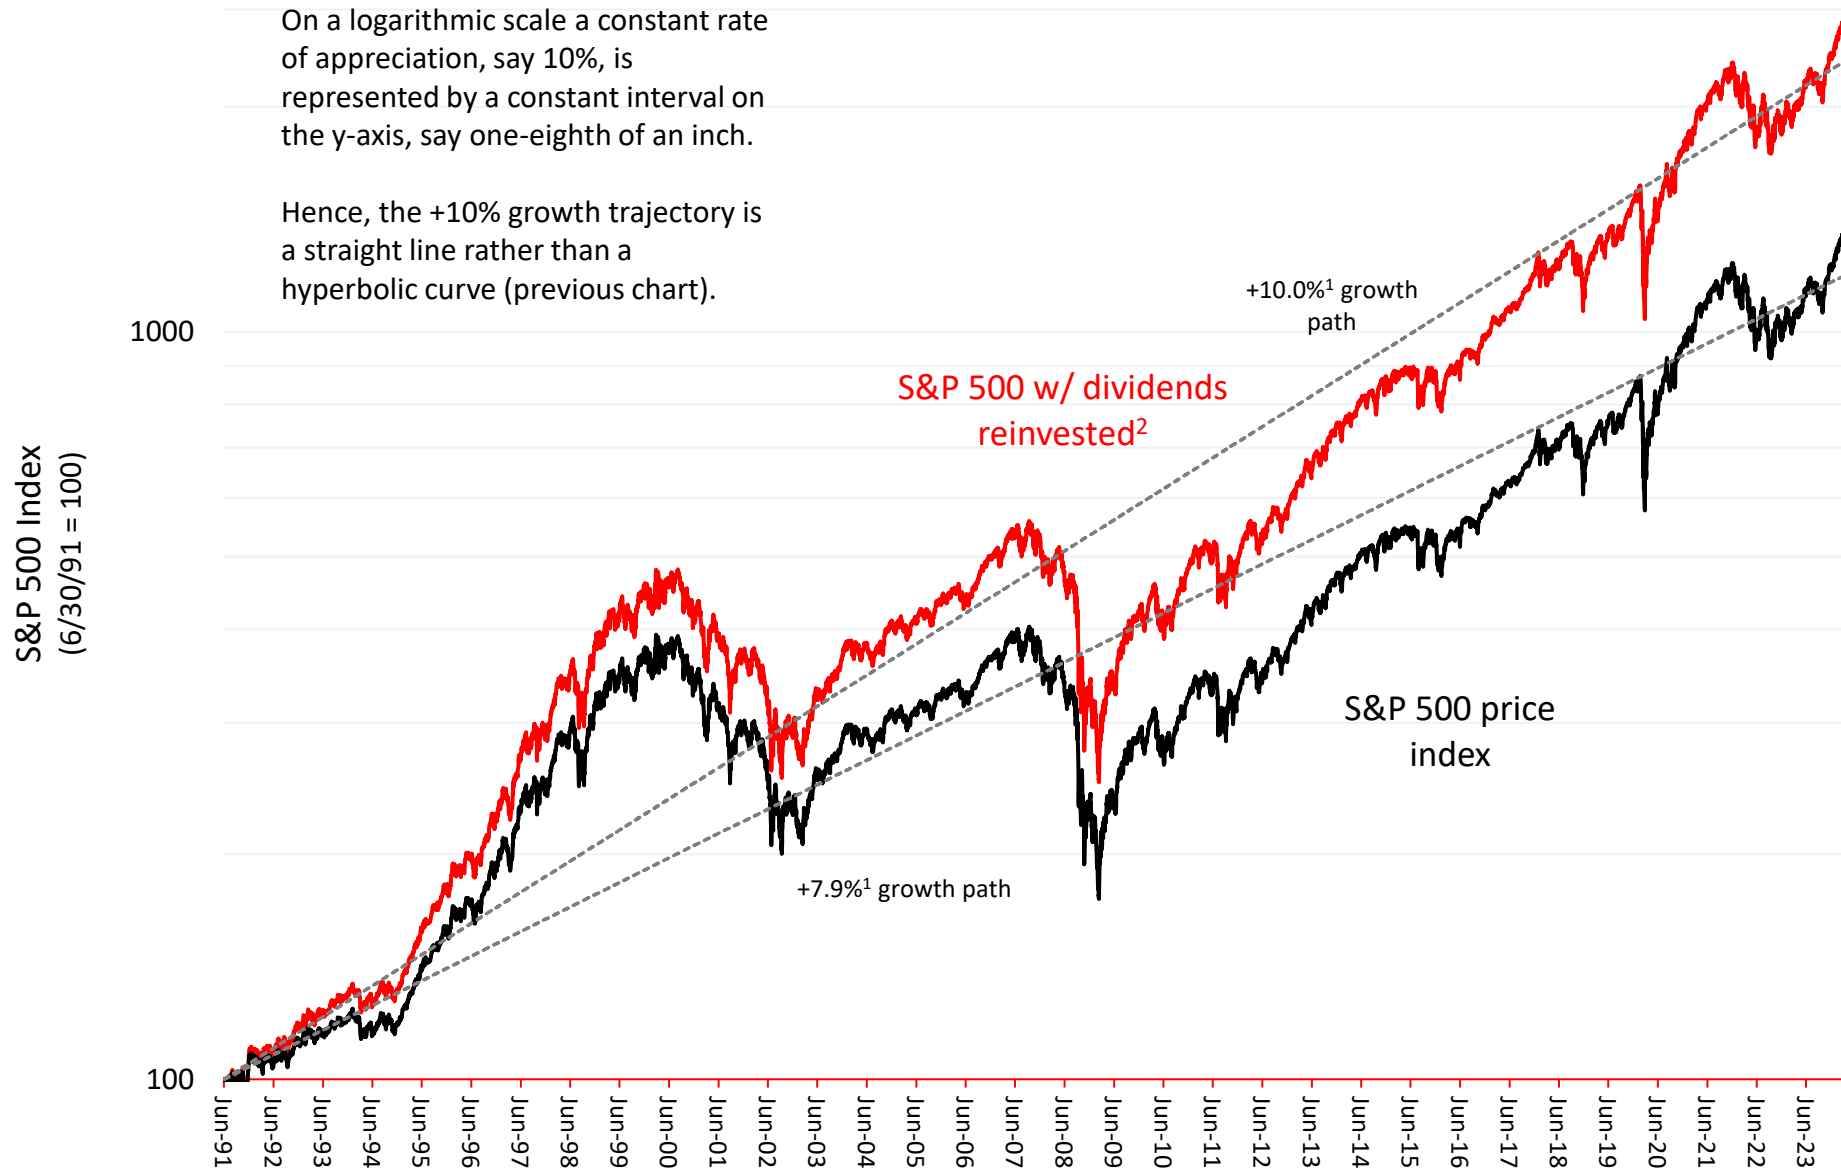 On a logarithmic scale a constant rate
of appreciation, say 10%, is
represented by a constant interval on
the y-axis, say one-eighth of an inch.
Hence, the +10% growth trajectory is
a straight line rather than a
hyperbolic curve (previous chart).
+10.0%¹ growth
path
1000
S&P 500 w/ dividends
reinvested²
S&P 500 Index
(6/30/91 = 100)
S&P 500 price
index
+7.9%¹ growth path
100
Jun-91
Jun-92
Jun-93
Jun-94
Jun-95
Jun-96
Jun-97
Jun-98
Jun-99
Jun-00
Jun-01
Jun-02
Jun-03
Jun-04
Jun-05
Jun-06
Jun-07
Jun-08
Jun-09
Jun-10
Jun-11
Jun-12
Jun-13
Jun-14
Jun-15
Jun-16
Jun-17
Jun-18
Jun-19
Jun-20
Jun-21
Jun-22
Jun-23